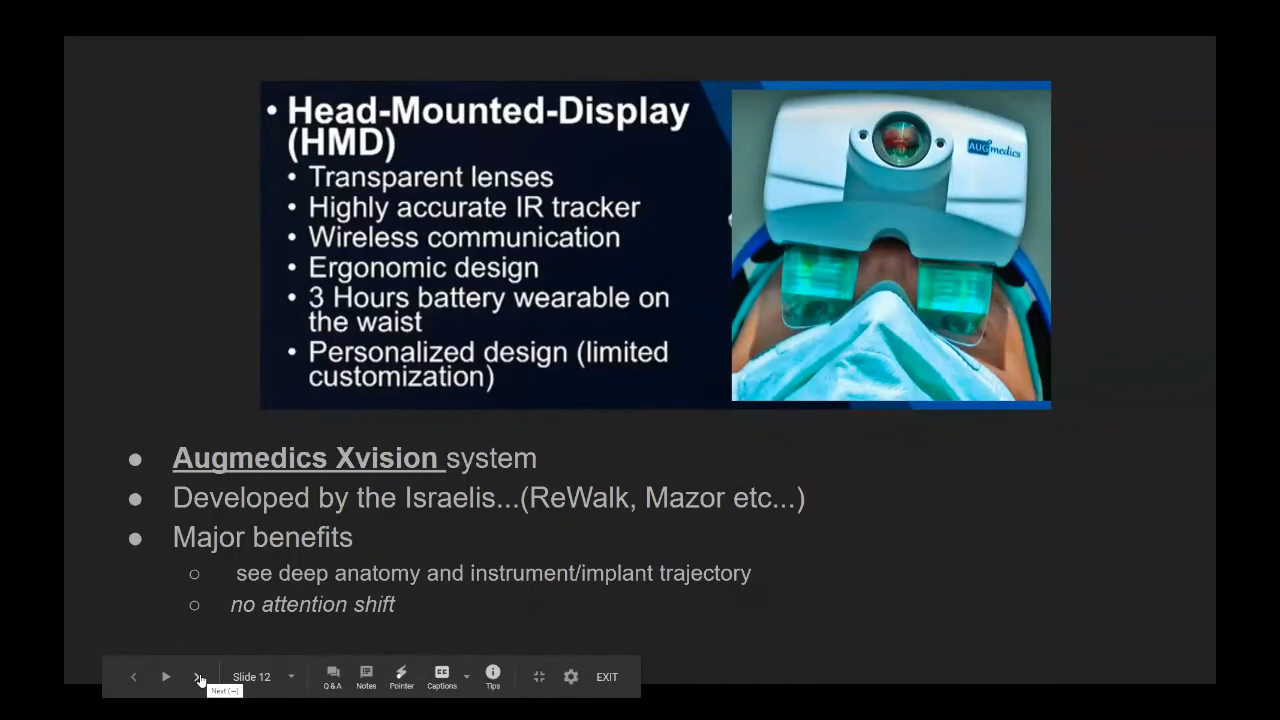 • Head-Mounted-Display
(HMD)
• Transparent lenses
• Highly accurate IR tracker
• Wireless communication
• Ergonomic design
• 3 Hours battery wearable on
the waist
• Personalized design (limited
customization)
AUGmedics
● Augmedics Xvision system
● Developed by the Israelis...(ReWalk, Mazor etc...)
● Major benefits
○ see deep anatomy and instrument/implant trajectory
○ no attention shift
Slide 12
Q & A
Notes
Pointer
CC
Captions
Tips
EXIT
Next (→)